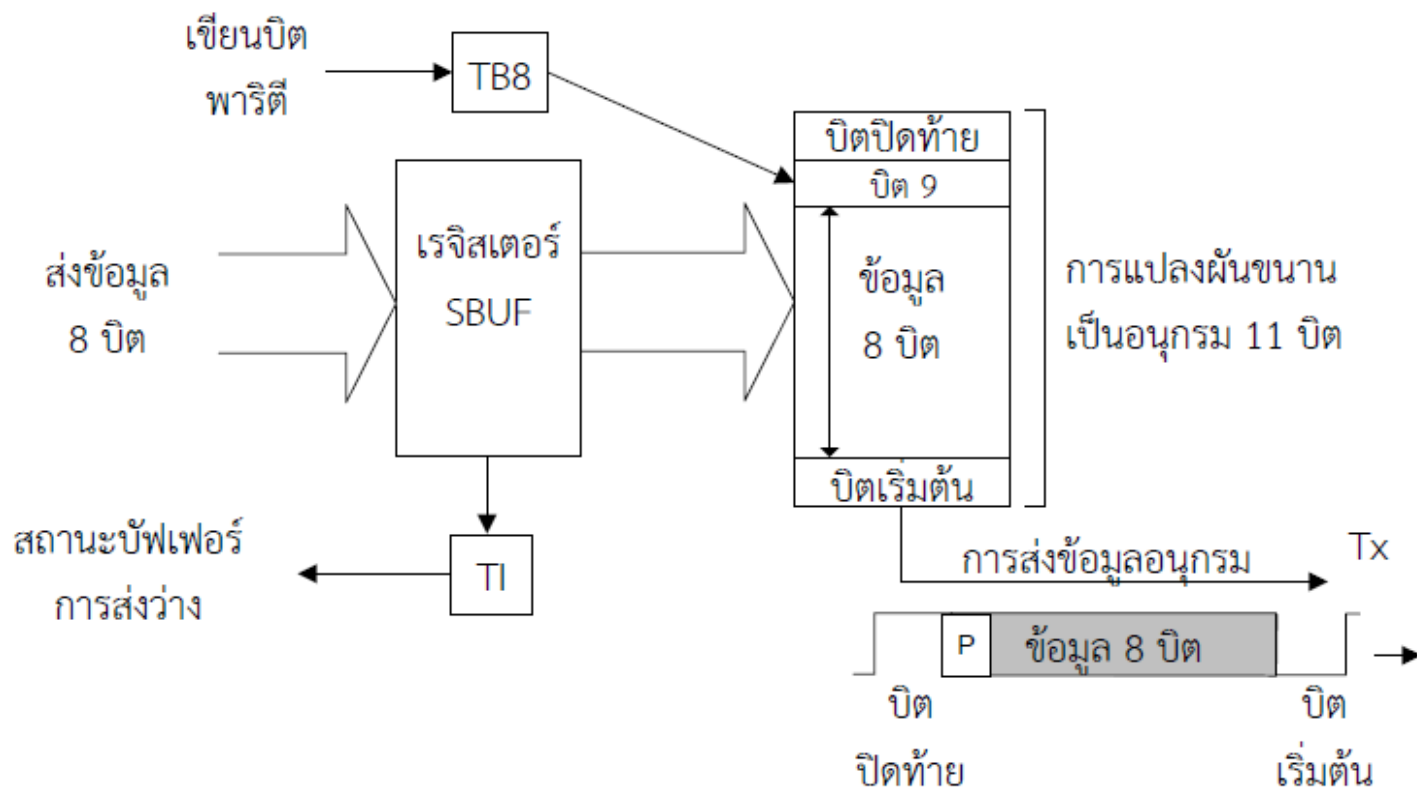 เขียนบิต
พาริตี
TB8
บิตปิดท้าย
บิต 9
ส่งข้อมูล
8 บิต
เรจิสเตอร์
SBUF
ข้อมูล
8 บิต
การแปลงผันขนาน
เป็นอนุกรม 11 บิต
บิตเริ่มต้น
สถานะบัฟเฟอร์
การส่งว่าง
TI
การส่งข้อมูลอนุกรม
Tx
P
ข้อมูล 8 บิต
บิต
ปิดท้าย
บิต
เริ่มต้น